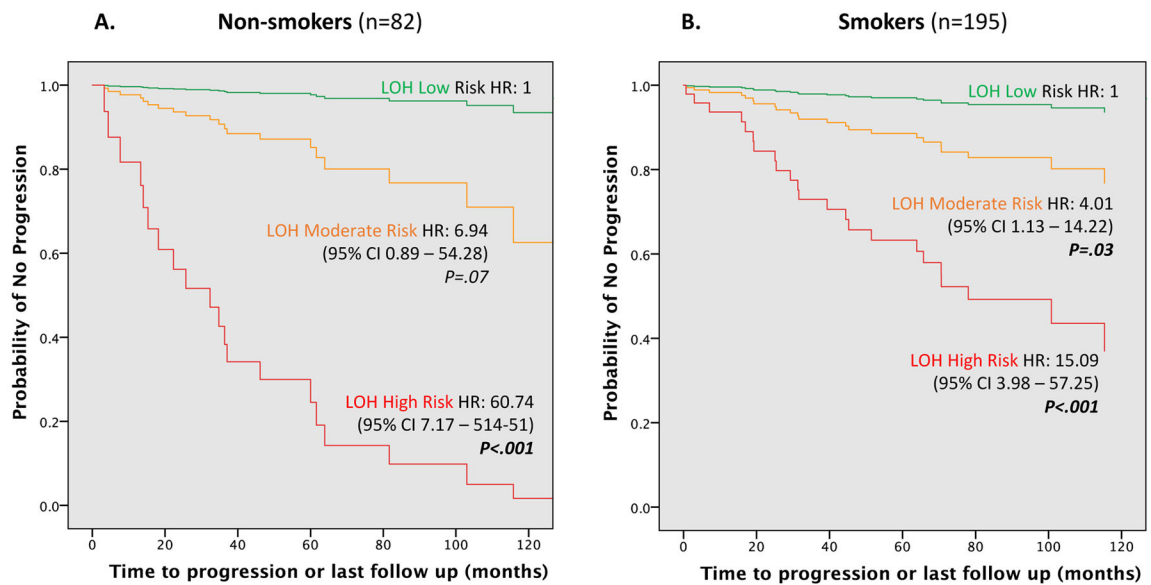 A.
Non-smokers (n=82)
LOH Low Risk HR: 1
LOH Moderate Risk HR: 6.94
(95% CI 0.89 – 54.28)
P=.07
LOH High Risk HR: 60.74
(95% CI 7.17 – 514-51)
P<.001
Probability of No Progression
1.0
0.8
0.6
0.4
0.2
0.0
0 20 40 60 80 100 120
Time to progression or last follow up (months)
B.
Smokers (n=195)
LOH Low Risk HR: 1
LOH Moderate Risk HR: 4.01
(95% CI 1.13 – 14.22)
P=.03
LOH High Risk HR: 15.09
(95% CI 3.98 – 57.25)
P<.001
Probability of No Progression
1.0
0.8
0.6
0.4
0.2
0.0
0 20 40 60 80 100 120
Time to progression or last follow up (months)